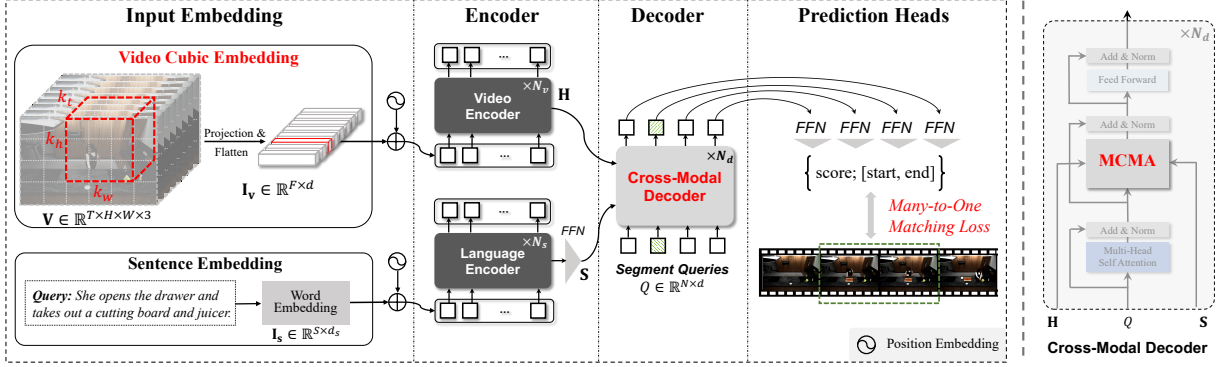 Input Embedding
Encoder
Decoder
Prediction Heads
Video Cubic Embedding
k_t
k_h
k_w
Projection &
Flatten
V ∈ ℝ^{T×H×W×3}
I_v ∈ ℝ^{F×d}
Sentence Embedding
Query: She opens the drawer and
takes out a cutting board and juicer.
Word
Embedding
I_s ∈ ℝ^{S×d_s}
...
×N_v
Video
Encoder
...
H
...
×N_s
Language
Encoder
...
FFN
S
×N_d
Cross-Modal
Decoder
Segment Queries
Q ∈ ℝ^{N×d}
FFN FFN FFN FFN
{ score; [start, end] }
Many-to-One
Matching Loss
Position Embedding
×N_d
Add & Norm
Feed Forward
Add & Norm
MCMA
Add & Norm
Multi-Head
Self Attention
H Q S
Cross-Modal Decoder